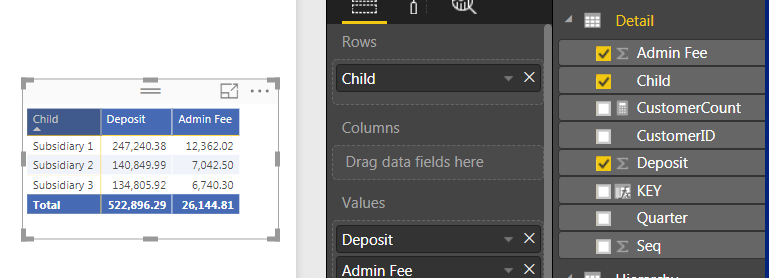 Child Deposit Admin Fee
Subsidiary 1 247,240.38 12,362.02
Subsidiary 2 140,849.99 7,042.50
Subsidiary 3 134,805.92 6,740.30
Total 522,896.29 26,144.81
Rows
Child
Columns
Drag data fields here
Values
Deposit
Admin Fee
Detail
Admin Fee
Child
CustomerCount
CustomerID
Deposit
KEY
Quarter
Seq
Hierarchy